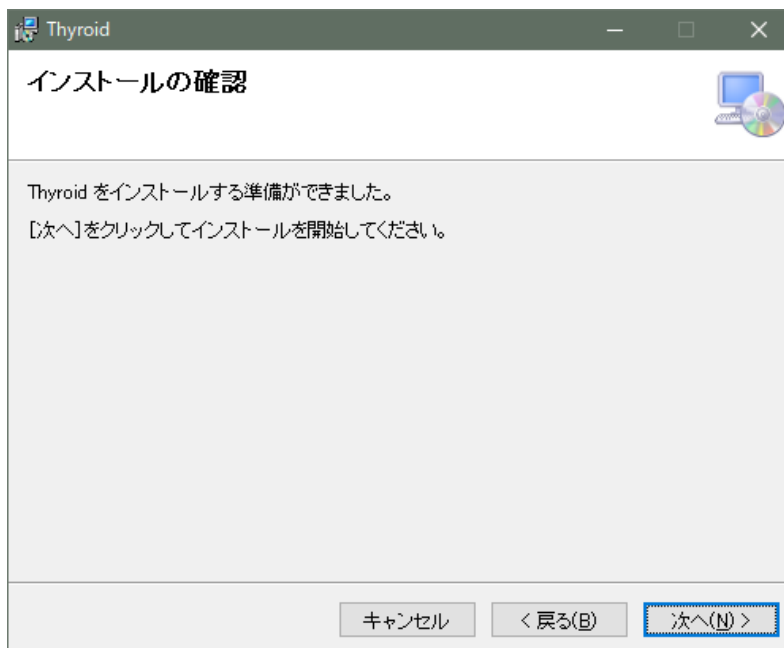 Thyroid
インストールの確認
Thyroid をインストールする準備ができました。
[次へ]をクリックしてインストールを開始してください。
キャンセル
< 戻る(B)
次へ(N) >